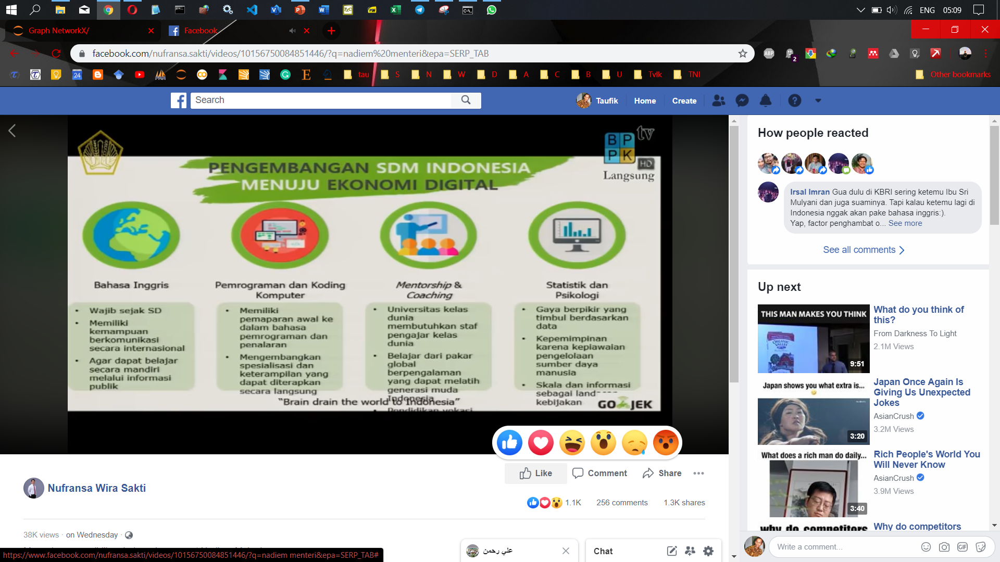 ENG
05:09
Graph NetworkX/
Facebook
facebook.com/nufransa.sakti/videos/10156750084851446/?q=nadiem%20menteri&epa=SERP_TAB
ABP
2
24
tau
S
N
W
D
A
C
B
U
Tvlk
TNI
Other bookmarks
Search
Taufik
Home
Create
BPPK tv
HD
Langsung
PENGEMBANGAN SDM INDONESIA
MENUJU EKONOMI DIGITAL
Bahasa Inggris
• Wajib sejak SD
• Memiliki
kemampuan
berkomunikasi
secara internasional
• Agar dapat belajar
secara mandiri
melalui informasi
publik
Pemrograman dan Koding
Komputer
• Memiliki
pemaparan awal ke
dalam bahasa
pemrograman dan
penalaran
• Mengembangkan
spesialisasi dan
keterampilan yang
dapat diterapkan
secara langsung
Mentorship &
Coaching
• Universitas kelas
dunia
membutuhkan staf
pengajar kelas
dunia
• Belajar dari pakar
global
berpengalaman
yang dapat melatih
generasi muda
Indonesia
• Pendidikan vokasi
Statistik dan
Psikologi
• Gaya berpikir yang
timbul berdasarkan
data
• Kepemimpinan
karena kepiawaian
pengelolaan
sumber daya
manusia
• Skala dan informasi
sebagai landasan
kebijakan
"Brain drain the world to Indonesia"
GO JEK
Like
Comment
Share
Nufransa Wira Sakti
1.1K
256 comments
1.3K shares
38K views · on Wednesday ·
https://www.facebook.com/nufransa.sakti/videos/10156750084851446/?q=nadiem menteri&epa=SERP_TAB#
علي رحمن
Chat
How people reacted
Irsal Imran Gua dulu di KBRI sering ketemu Ibu Sri
Mulyani dan juga suaminya. Tapi kalau ketemu lagi di
Indonesia nggak akan pake bahasa inggris:).
Yap, factor penghambat o... See more
See all comments
Up next
THIS MAN MAKES YOU THINK
ORGANIC VALLEY
9:51
What do you think of
this?
From Darkness To Light
2.1M Views
Japan shows you what extra is...
3:20
Japan Once Again Is
Giving Us Unexpected
Jokes
AsianCrush
3.2M Views
What does a rich man do daily...
3:40
Rich People's World You
Will Never Know
AsianCrush
3.9M Views
why do competitors
Why do competitors
Write a comment...
GIF